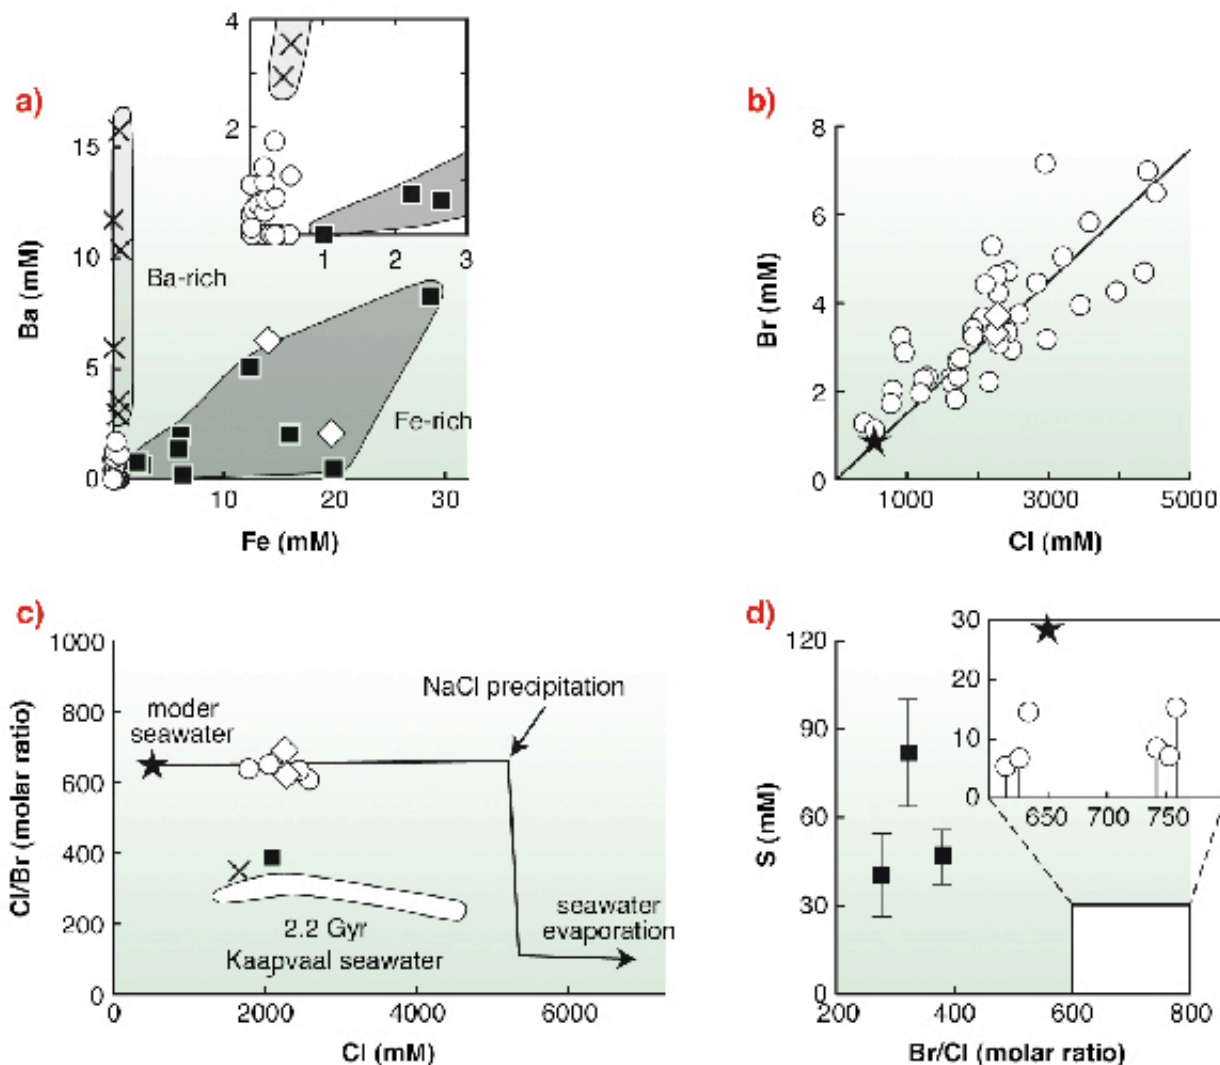 a)
4
2
1
2
3
15
10
5
0
Ba (mM)
Ba-rich
Fe-rich
10
20
30
Fe (mM)
b)
8
6
4
2
0
Br (mM)
1000
3000
5000
Cl (mM)
c)
1000
800
600
400
200
0
Cl/Br (molar ratio)
moder
seawater
NaCl precipitation
2.2 Gyr
Kaapvaal seawater
seawater
evaporation
0
2000
4000
6000
Cl (mM)
d)
120
90
60
30
0
S (mM)
30
20
10
0
650
700
750
200
400
600
800
Br/Cl (molar ratio)